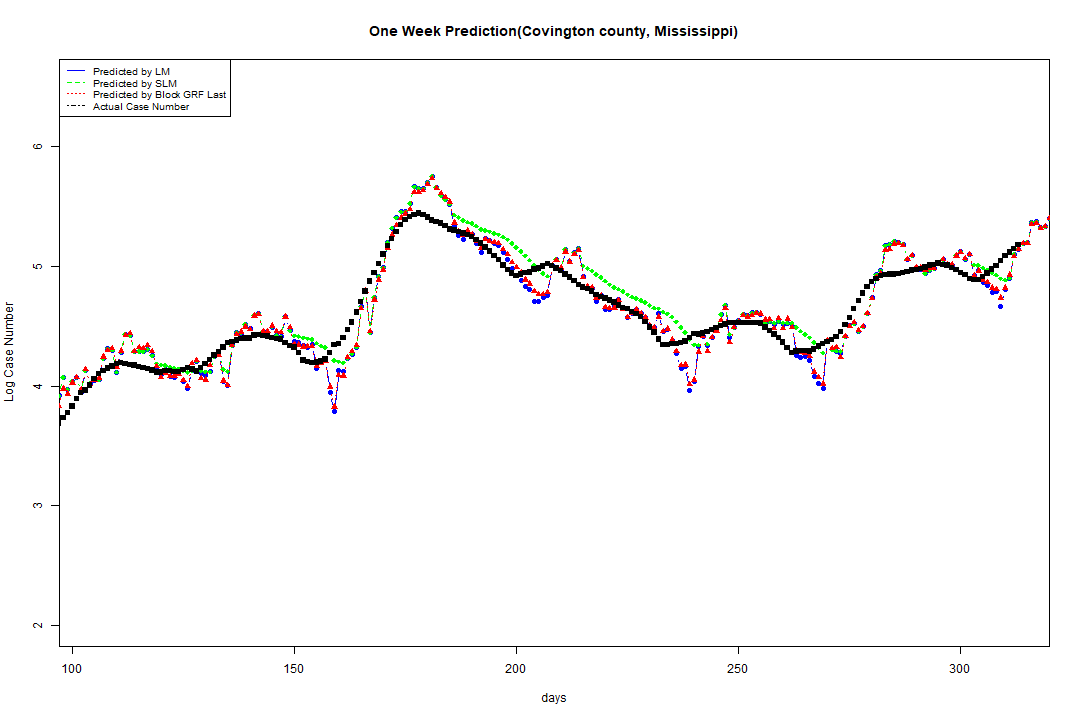 One Week Prediction(Covington county, Mississippi)
Predicted by LM
Predicted by SLM
Predicted by Block GRF Last
Actual Case Number
6
5
4
3
2
Log Case Number
100 150 200 250 300
days